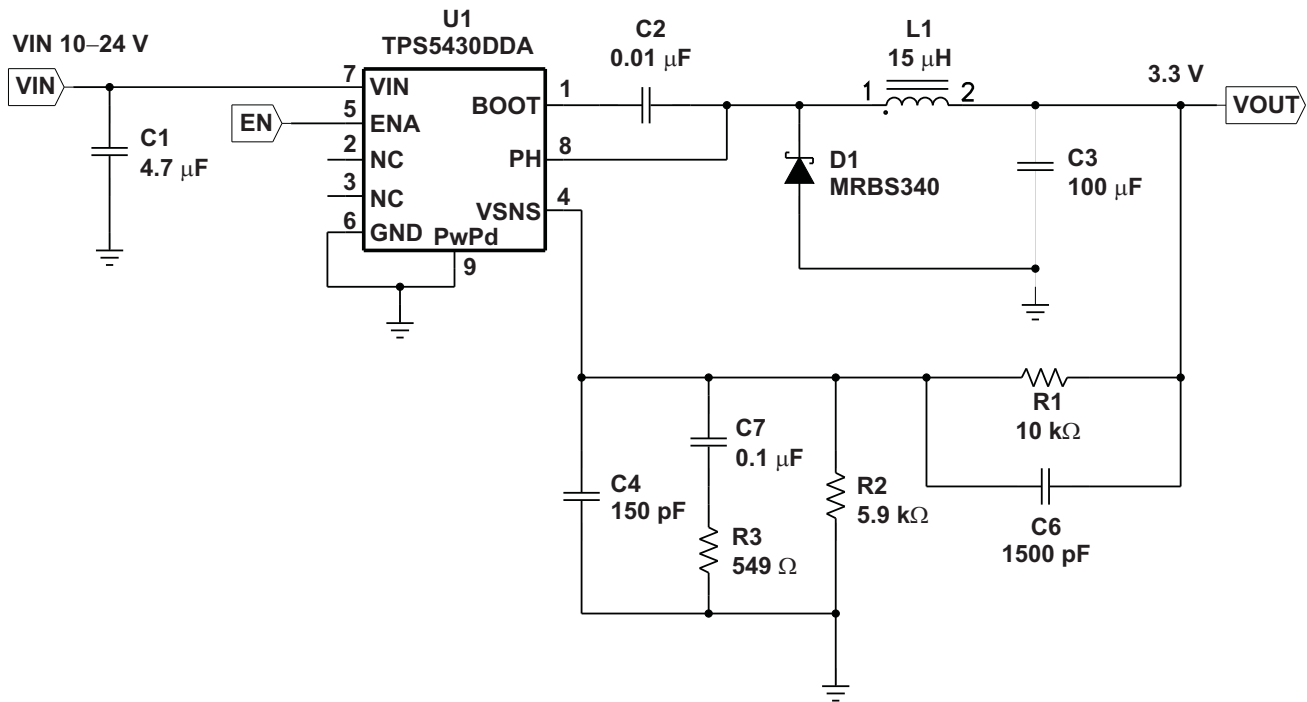 VIN 10–24 V
VIN
C1
4.7 μF
EN
U1
TPS5430DDA
7
VIN
5
ENA
2
NC
3
NC
6
GND
PwPd
9
BOOT
1
PH
8
VSNS
4
C2
0.01 μF
L1
15 μH
1
2
3.3 V
VOUT
D1
MRBS340
C3
100 μF
C4
150 pF
C7
0.1 μF
R3
549 Ω
R2
5.9 kΩ
R1
10 kΩ
C6
1500 pF